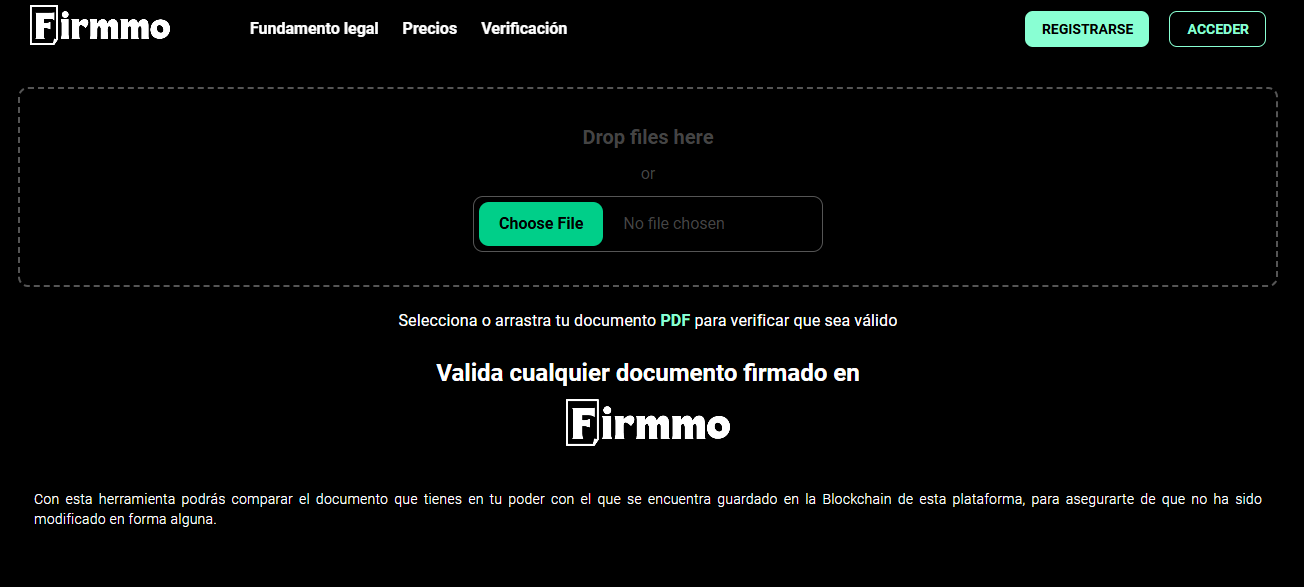 Firmmo
Fundamento legal
Precios
Verificación
REGISTRARSE
ACCEDER
Drop files here
or
Choose File
No file chosen
Selecciona o arrastra tu documento PDF para verificar que sea válido
Valida cualquier documento firmado en
Firmmo
Con esta herramienta podrás comparar el documento que tienes en tu poder con el que se encuentra guardado en la Blockchain de esta plataforma, para asegurarte de que no ha sido
modificado en forma alguna.